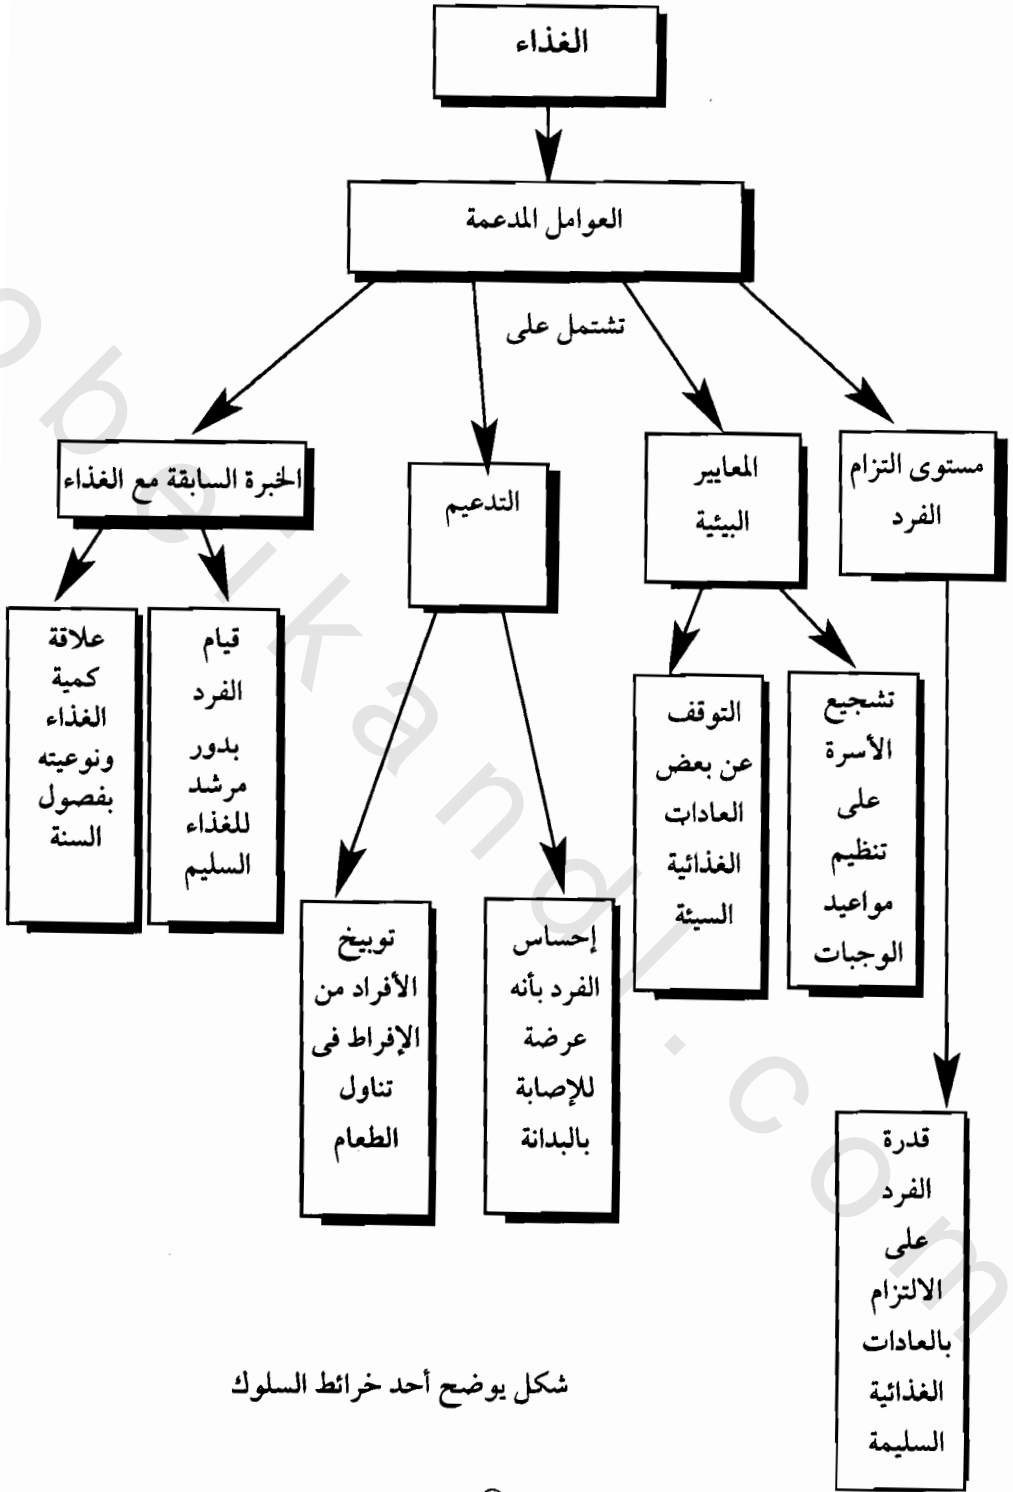 الغذاء
العوامل المدعمة
تشتمل على
مستوى التزام
الفرد
المعايير
البيئية
التدعيم
الخبرة السابقة مع الغذاء
قدرة
الفرد
على
الالتزام
بالعادات
الغذائية
السليمة
تشجيع
الأسرة
على
تنظيم
مواعيد
الوجبات
التوقف
عن بعض
العادات
الغذائية
السيئة
إحساس
الفرد بأنه
عرضة
للإصابة
بالبدانة
توبيخ
الأفراد من
الإفراط فى
تناول
الطعام
قيام
الفرد
بدور
مرشد
للغذاء
السليم
علاقة
كمية
الغذاء
ونوعيته
بفصول
السنة
شكل يوضح أحد خرائط السلوك
obeikandl.com